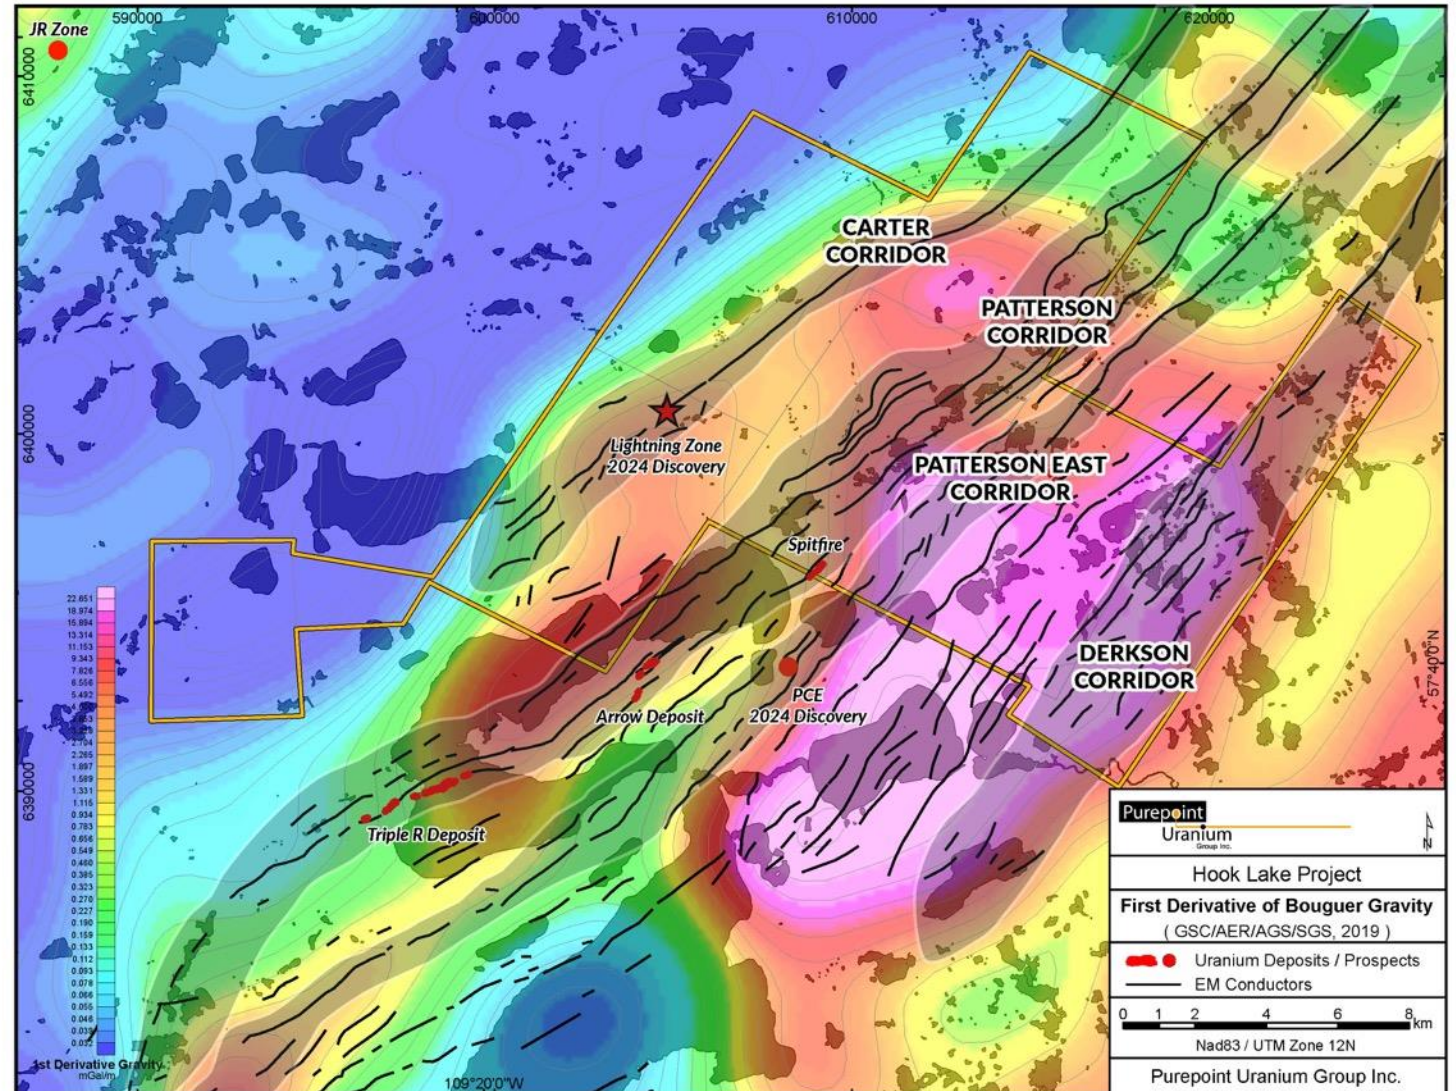 590000
600000
610000
620000
JR Zone
6410000
6400000
6390000
CARTER
CORRIDOR
PATTERSON
CORRIDOR
Lightning Zone
2024 Discovery
PATTERSON EAST
CORRIDOR
Spitfire
DERKSON
CORRIDOR
57°40'0"N
PCE
2024 Discovery
Arrow Deposit
Triple R Deposit
22.651
18.974
15.894
13.314
11.153
9.343
7.826
6.556
5.492
2.704
2.265
1.897
1.589
1.331
1.115
0.934
0.783
0.656
0.549
0.460
0.385
0.323
0.270
0.227
0.190
0.159
0.133
0.112
0.093
0.078
0.066
0.055
0.046
0.032
1st Derivative Gravity
mGal/m
109°20'0"W
Purepoint
Uranium
Group Inc.
N
Hook Lake Project
First Derivative of Bouguer Gravity
( GSC/AER/AGS/SGS, 2019 )
Uranium Deposits / Prospects
EM Conductors
0 1 2 4 6 8 km
Nad83 / UTM Zone 12N
Purepoint Uranium Group Inc.